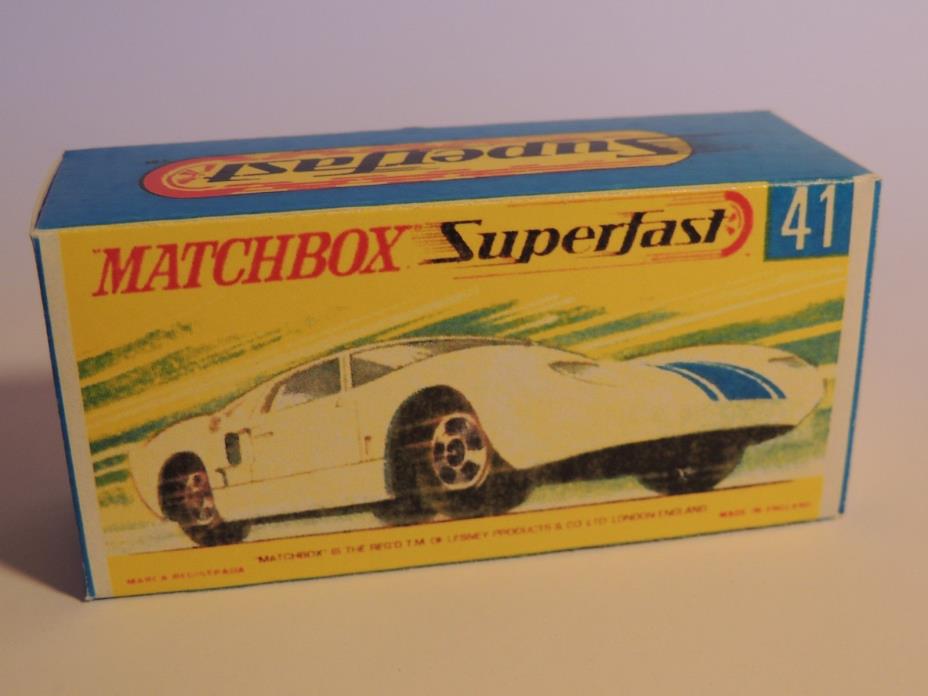 Superfast
"MATCHBOX" Superfast 41
"MATCHBOX" IS THE REG'D T.M. OF LESNEY PRODUCTS & CO LTD LONDON ENGLAND MADE IN ENGLAND
MARCA REGISTRADA